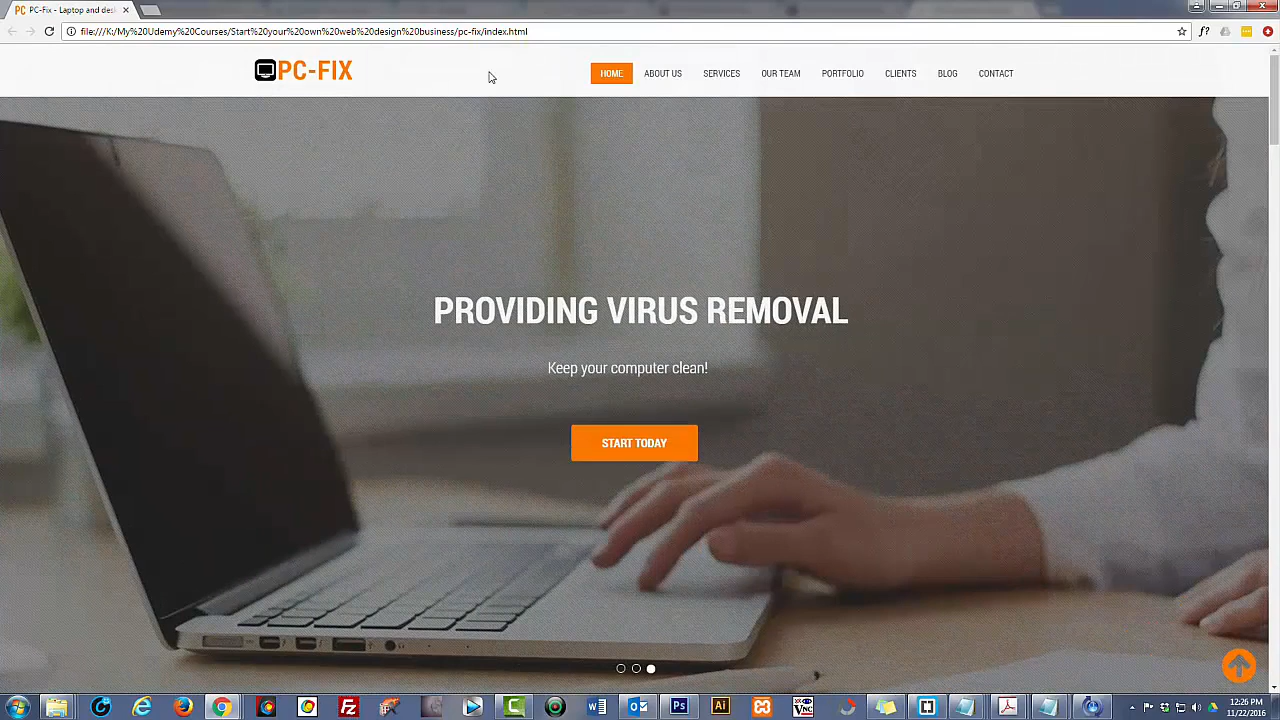 PC PC-Fix - Laptop and des
file:///K:/My%20Udemy%20Courses/Start%20your%20own%20web%20design%20business/pc-fix/index.html
PC-FIX
HOME ABOUT US SERVICES OUR TEAM PORTFOLIO CLIENTS BLOG CONTACT
PROVIDING VIRUS REMOVAL
Keep your computer clean!
START TODAY
12:26 PM
11/22/2016